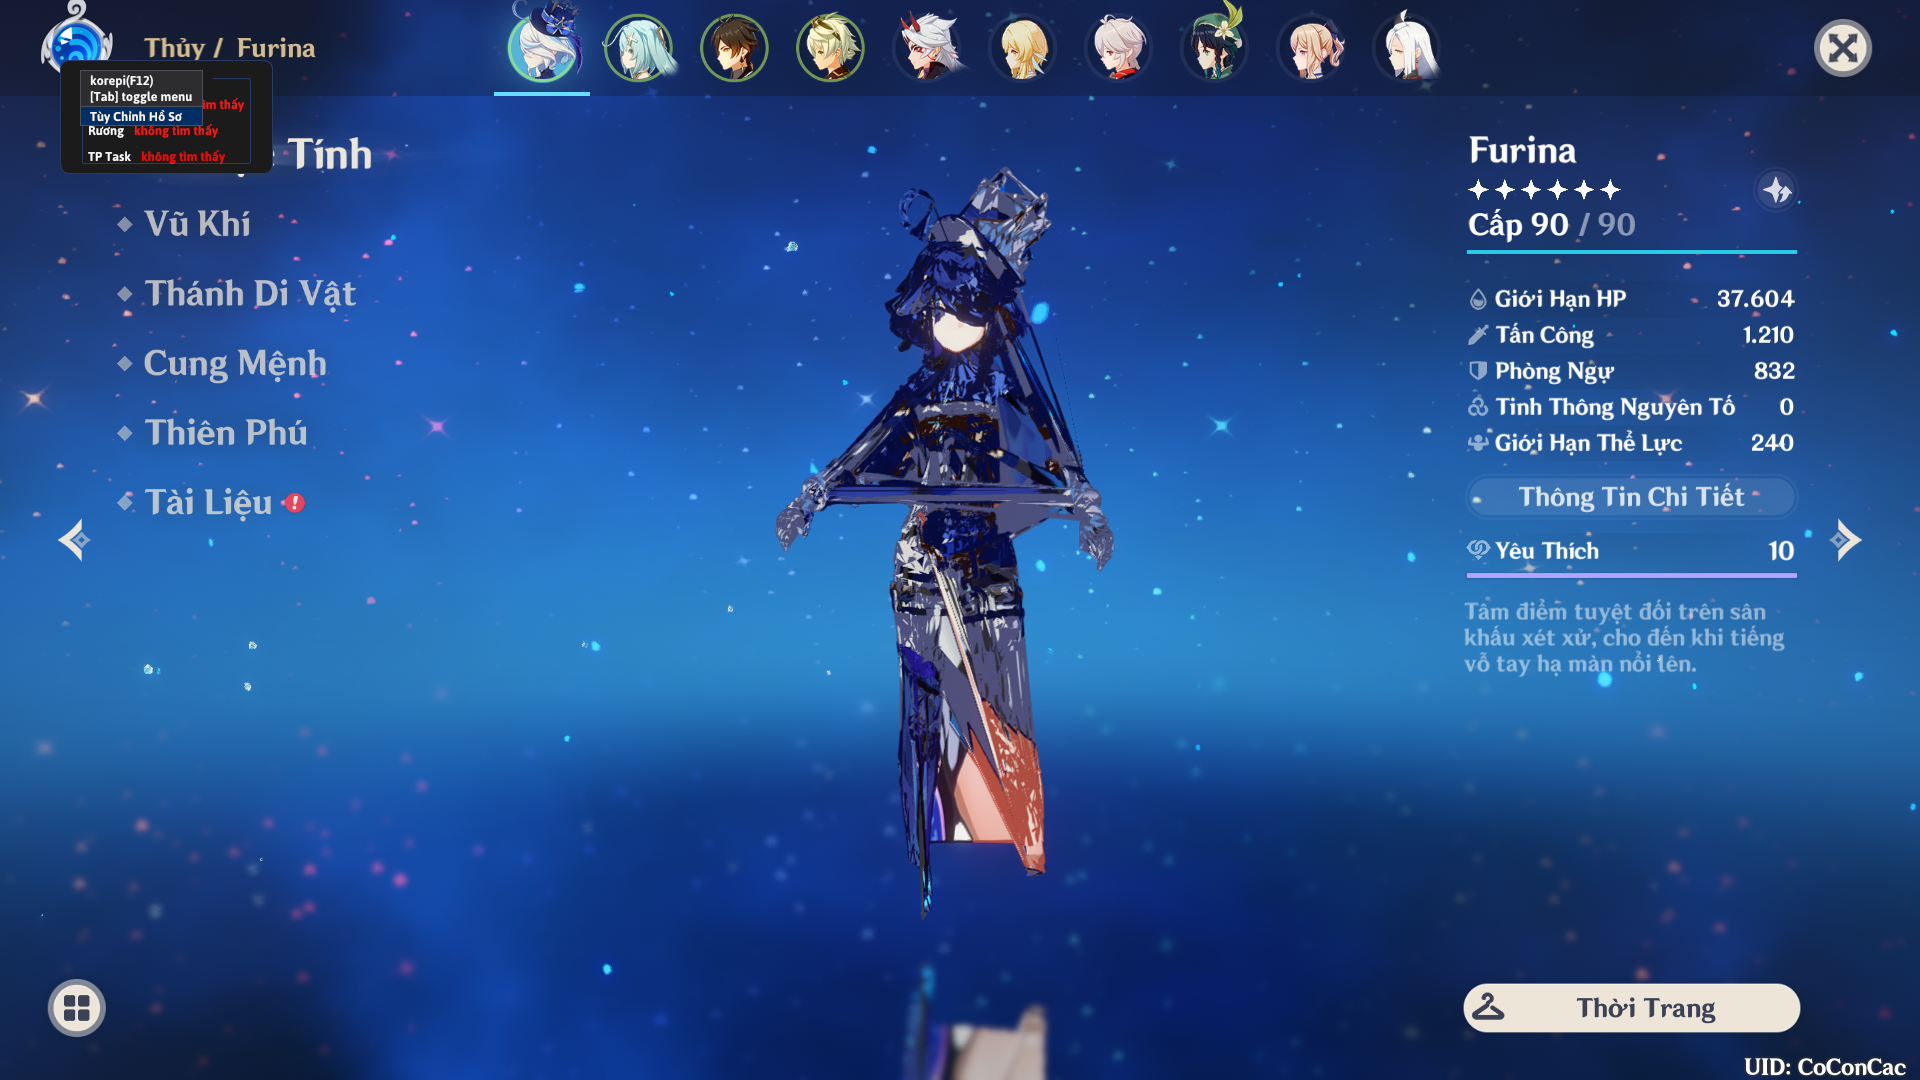 Thủy / Furina
korepi(F12)
[Tab] toggle menu
Tùy Chỉnh Hồ Sơ
ìm thấy
Rương không tìm thấy
TP Task không tìm thấy
Tính
Vũ Khí
Thánh Di Vật
Cung Mệnh
Thiên Phú
Tài Liệu
Furina
Cấp 90 / 90
Giới Hạn HP 37.604
Tấn Công 1.210
Phòng Ngự 832
Tinh Thông Nguyên Tố 0
Giới Hạn Thể Lực 240
Thông Tin Chi Tiết
Yêu Thích 10
Tâm điểm tuyệt đối trên sân
khấu xét xử, cho đến khi tiếng
vỗ tay hạ màn nổi lên.
Thời Trang
UID: CoConCac